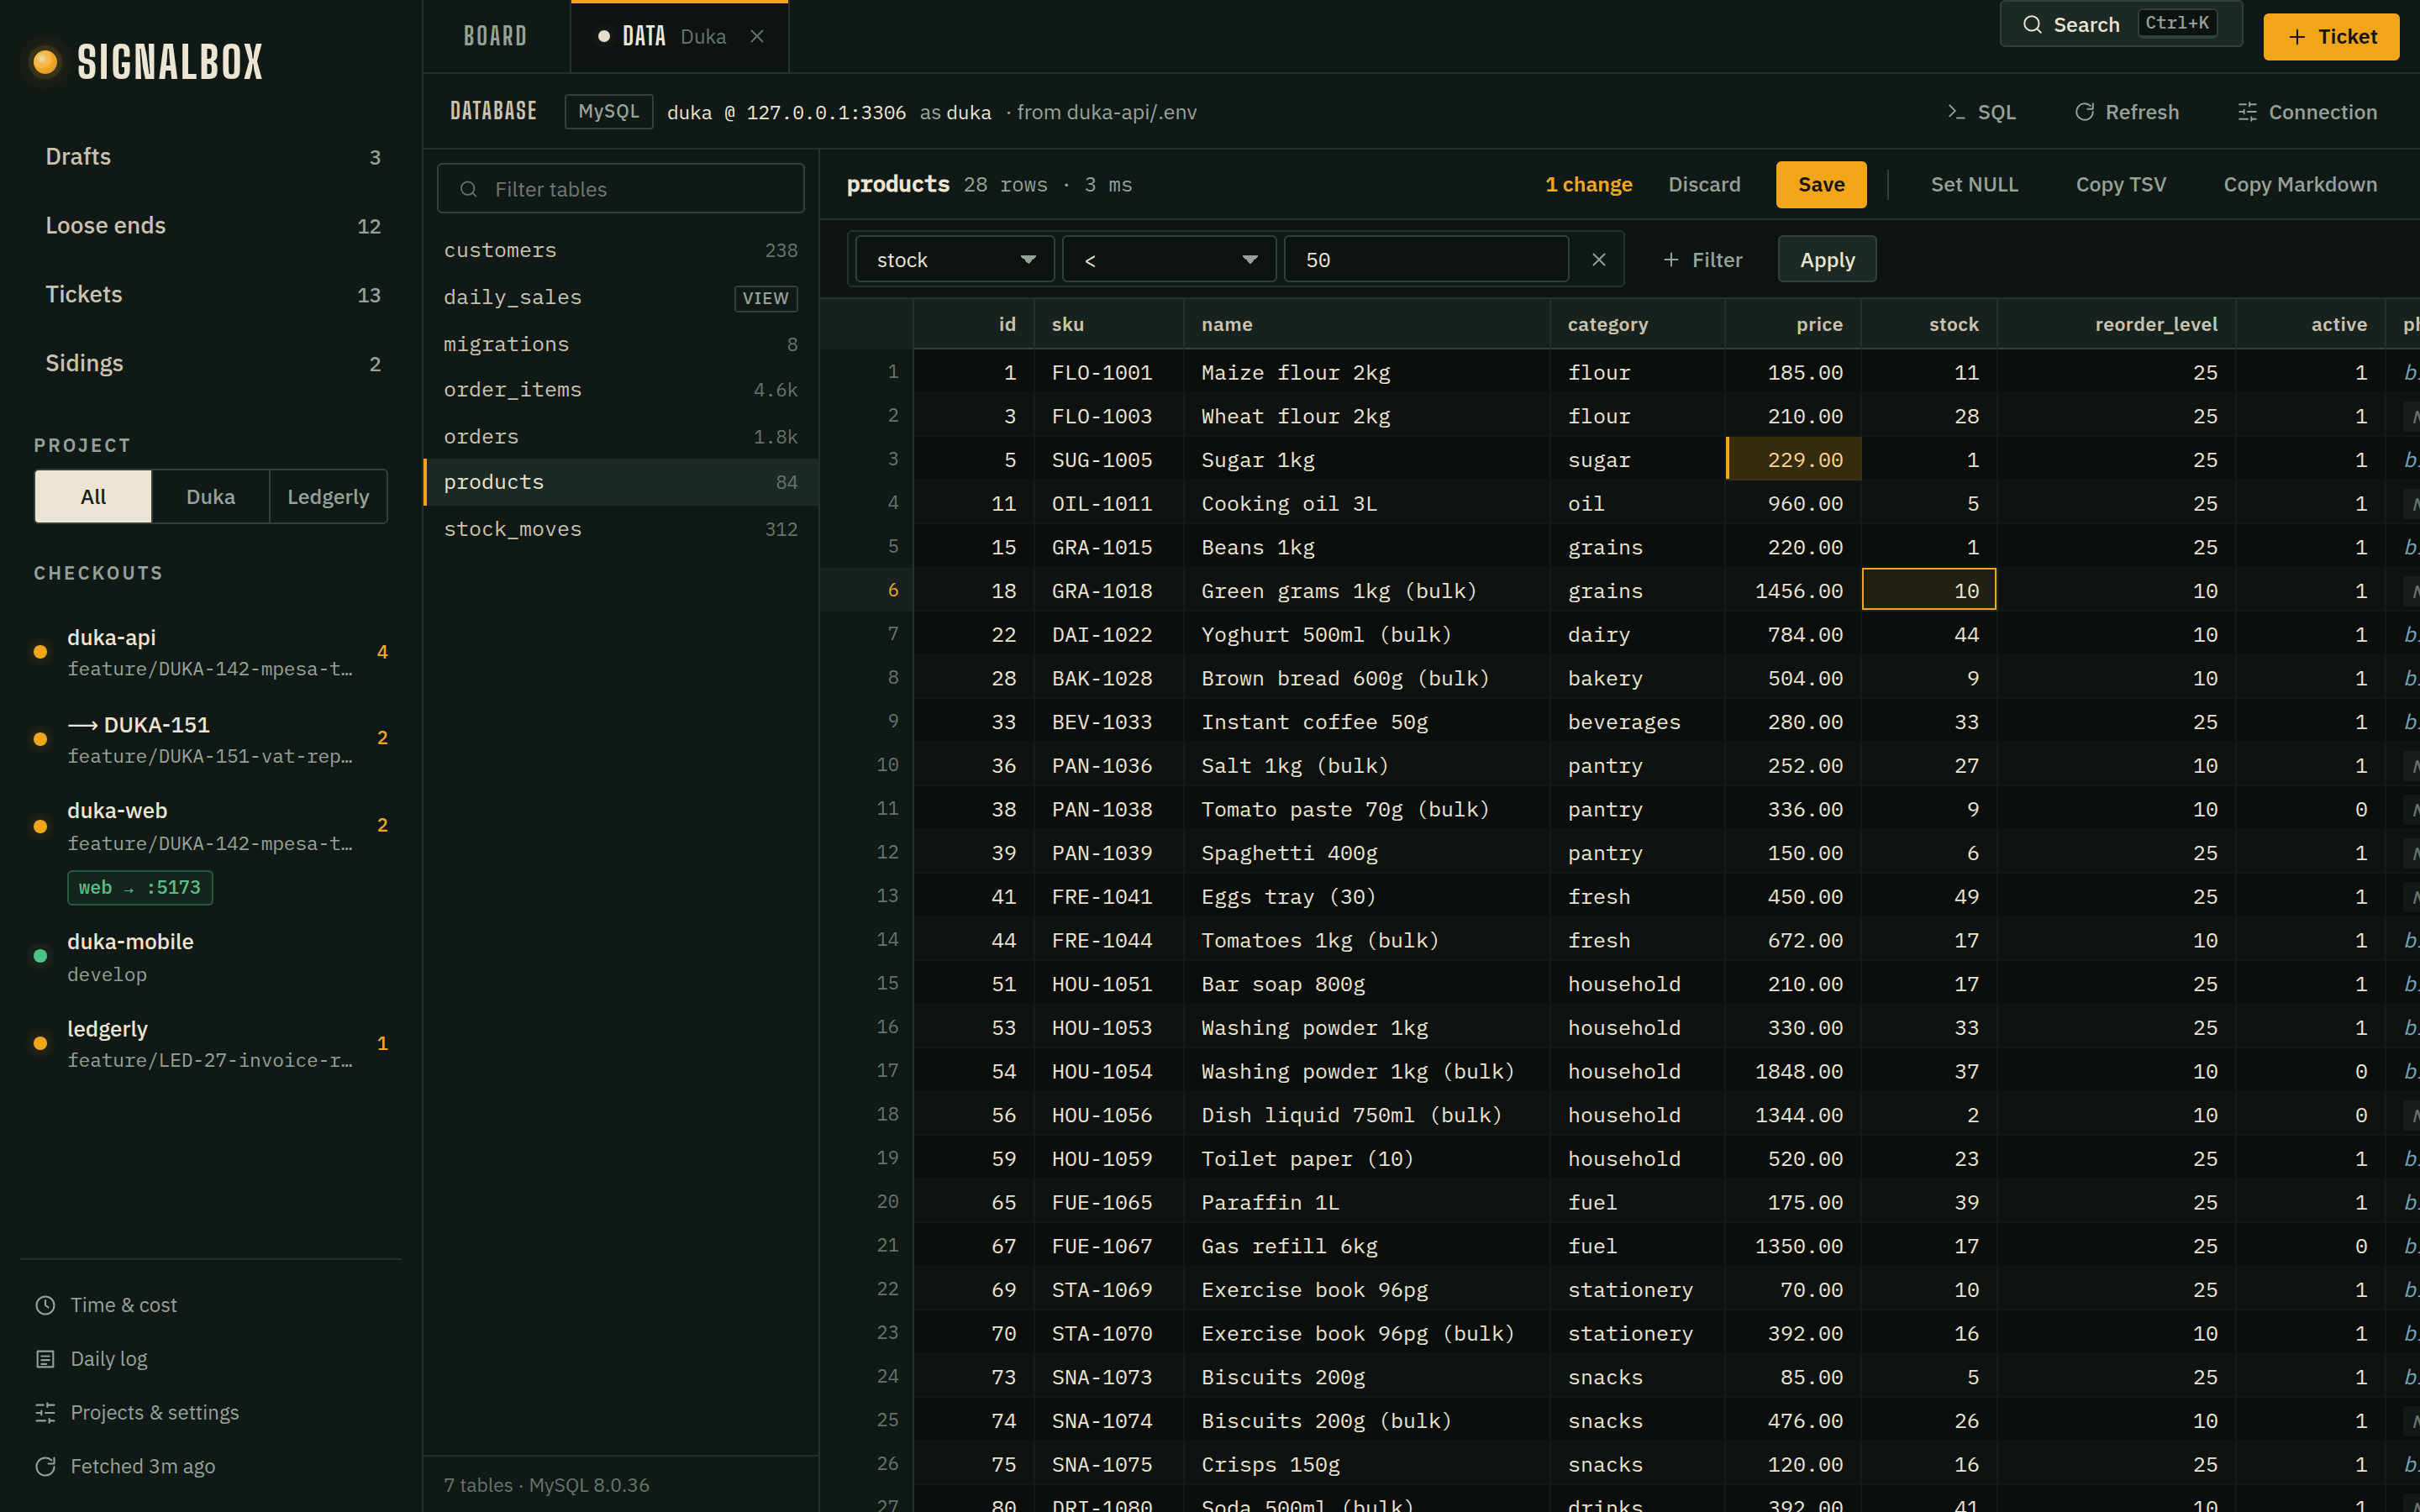 SIGNALBOX
Drafts 3
Loose ends 12
Tickets 13
Sidings 2
PROJECT
All Duka Ledgerly
CHECKOUTS
duka-api
feature/DUKA-142-mpesa-t… 4
⟶ DUKA-151
feature/DUKA-151-vat-rep… 2
duka-web
feature/DUKA-142-mpesa-t… 2
web → :5173
duka-mobile
develop
ledgerly
feature/LED-27-invoice-r… 1
Time & cost
Daily log
Projects & settings
Fetched 3m ago
BOARD DATA Duka
Search Ctrl+K + Ticket
DATABASE MySQL duka @ 127.0.0.1:3306 as duka · from duka-api/.env
SQL Refresh Connection
Filter tables
customers 238
daily_sales VIEW
migrations 8
order_items 4.6k
orders 1.8k
products 84
stock_moves 312
7 tables · MySQL 8.0.36
products 28 rows · 3 ms
1 change Discard Save Set NULL Copy TSV Copy Markdown
stock < 50 + Filter Apply
id sku name category price stock reorder_level active
1 1 FLO-1001 Maize flour 2kg flour 185.00 11 25 1
2 3 FLO-1003 Wheat flour 2kg flour 210.00 28 25 1
3 5 SUG-1005 Sugar 1kg sugar 229.00 1 25 1
4 11 OIL-1011 Cooking oil 3L oil 960.00 5 25 1
5 15 GRA-1015 Beans 1kg grains 220.00 1 25 1
6 18 GRA-1018 Green grams 1kg (bulk) grains 1456.00 10 10 1
7 22 DAI-1022 Yoghurt 500ml (bulk) dairy 784.00 44 10 1
8 28 BAK-1028 Brown bread 600g (bulk) bakery 504.00 9 10 1
9 33 BEV-1033 Instant coffee 50g beverages 280.00 33 25 1
10 36 PAN-1036 Salt 1kg (bulk) pantry 252.00 27 10 1
11 38 PAN-1038 Tomato paste 70g (bulk) pantry 336.00 9 10 0
12 39 PAN-1039 Spaghetti 400g pantry 150.00 6 25 1
13 41 FRE-1041 Eggs tray (30) fresh 450.00 49 25 1
14 44 FRE-1044 Tomatoes 1kg (bulk) fresh 672.00 17 10 1
15 51 HOU-1051 Bar soap 800g household 210.00 17 25 1
16 53 HOU-1053 Washing powder 1kg household 330.00 33 25 1
17 54 HOU-1054 Washing powder 1kg (bulk) household 1848.00 37 10 0
18 56 HOU-1056 Dish liquid 750ml (bulk) household 1344.00 2 10 0
19 59 HOU-1059 Toilet paper (10) household 520.00 23 25 1
20 65 FUE-1065 Paraffin 1L fuel 175.00 39 25 1
21 67 FUE-1067 Gas refill 6kg fuel 1350.00 17 25 0
22 69 STA-1069 Exercise book 96pg stationery 70.00 10 25 1
23 70 STA-1070 Exercise book 96pg (bulk) stationery 392.00 16 10 1
24 73 SNA-1073 Biscuits 200g snacks 85.00 5 25 1
25 74 SNA-1074 Biscuits 200g (bulk) snacks 476.00 26 10 1
26 75 SNA-1075 Crisps 150g snacks 120.00 16 25 1
27 80 DRI-1080 Soda 500ml (bulk) drinks 392.00 41 10 1